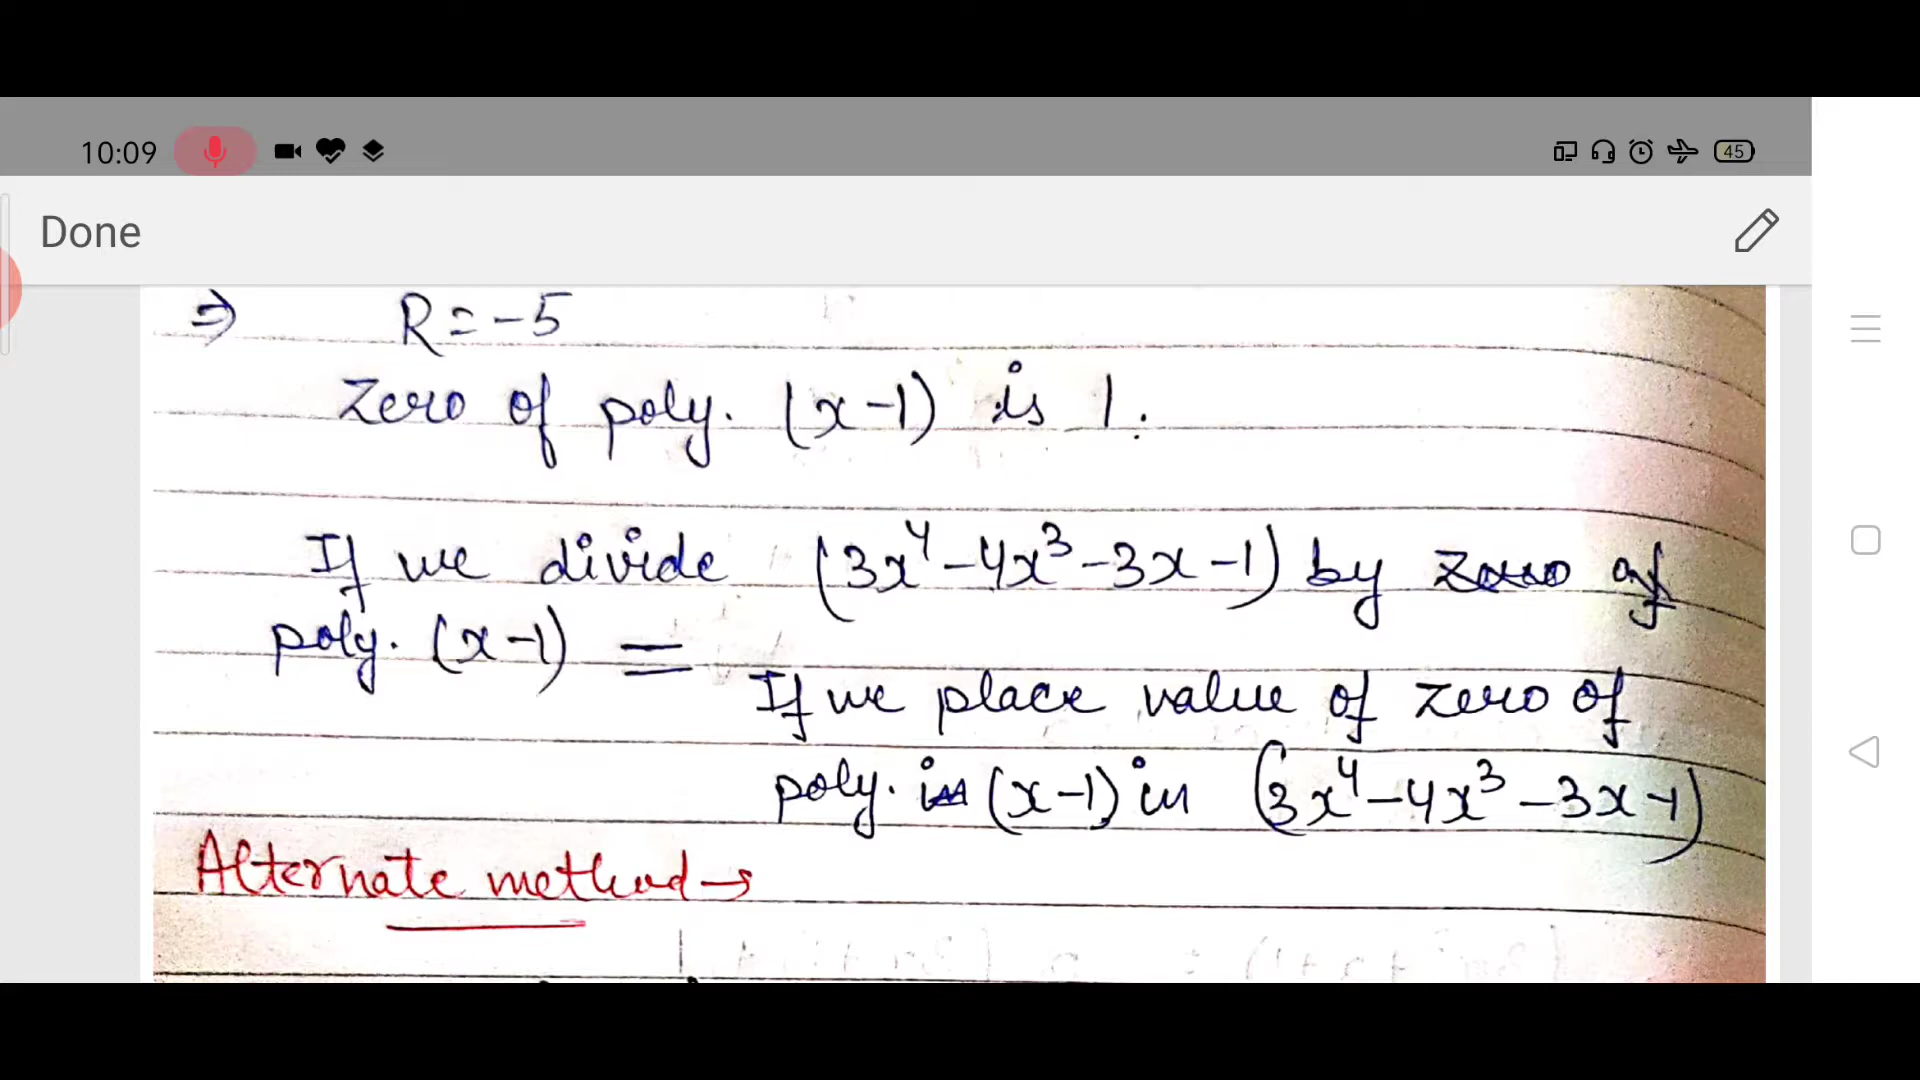 10:09
45
Done
⇒ R = -5
Zero of poly. (x-1) is 1.
If we divide (3x⁴-4x³-3x-1) by zero of
poly. (x-1) =
If we place value of zero of
poly. in (x-1) in (3x⁴-4x³-3x-1)
Alternate method→